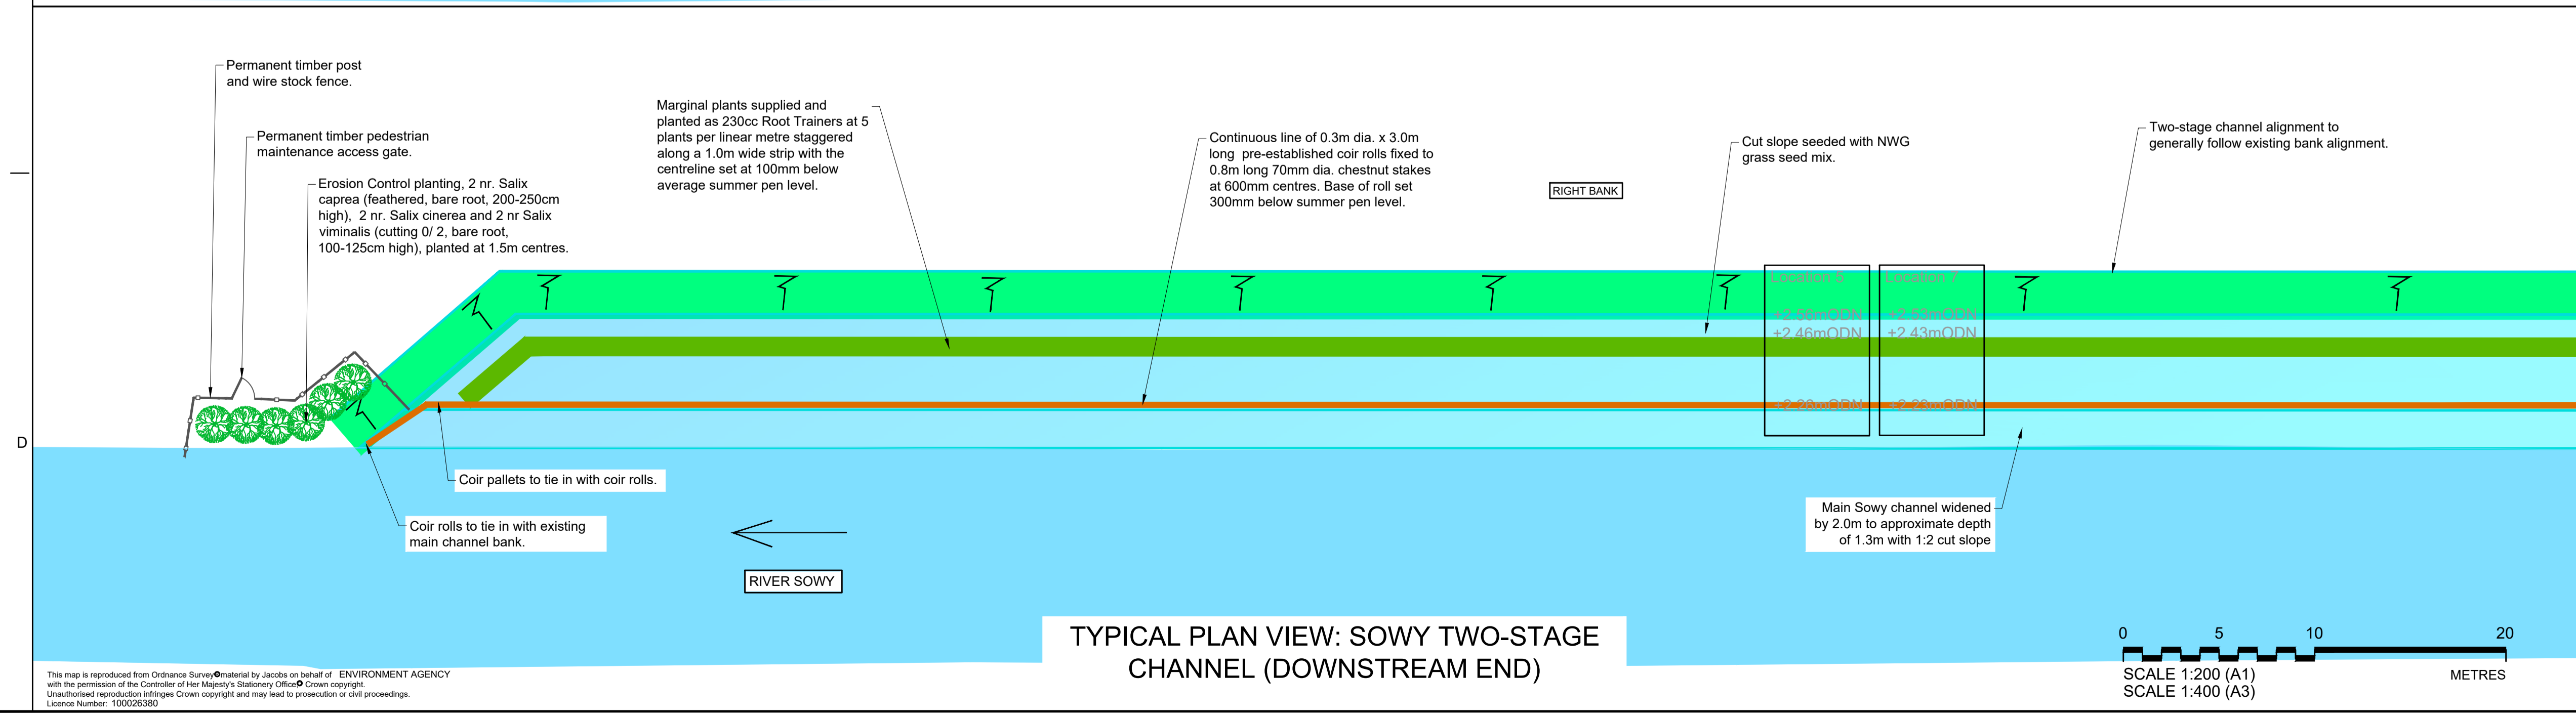 Permanent timber post
and wire stock fence.
Permanent timber pedestrian
maintenance access gate.
Erosion Control planting, 2 nr. Salix
caprea (feathered, bare root, 200-250cm
high), 2 nr. Salix cinerea and 2 nr Salix
viminalis (cutting 0/ 2, bare root,
100-125cm high), planted at 1.5m centres.
Marginal plants supplied and
planted as 230cc Root Trainers at 5
plants per linear metre staggered
along a 1.0m wide strip with the
centreline set at 100mm below
average summer pen level.
Continuous line of 0.3m dia. x 3.0m
long pre-established coir rolls fixed to
0.8m long 70mm dia. chestnut stakes
at 600mm centres. Base of roll set
300mm below summer pen level.
RIGHT BANK
Cut slope seeded with NWG
grass seed mix.
Two-stage channel alignment to
generally follow existing bank alignment.
Location 5
+2.56mODN
+2.46mODN
+2.26mODN
Location 7
+2.53mODN
+2.43mODN
+2.23mODN
D
Coir pallets to tie in with coir rolls.
Coir rolls to tie in with existing
main channel bank.
Main Sowy channel widened
by 2.0m to approximate depth
of 1.3m with 1:2 cut slope
RIVER SOWY
TYPICAL PLAN VIEW: SOWY TWO-STAGE
CHANNEL (DOWNSTREAM END)
0 5 10 20
SCALE 1:200 (A1)
SCALE 1:400 (A3)
METRES
This map is reproduced from Ordnance Survey material by Jacobs on behalf of ENVIRONMENT AGENCY
with the permission of the Controller of Her Majesty's Stationery Office Crown copyright.
Unauthorised reproduction infringes Crown copyright and may lead to prosecution or civil proceedings.
Licence Number: 100026380